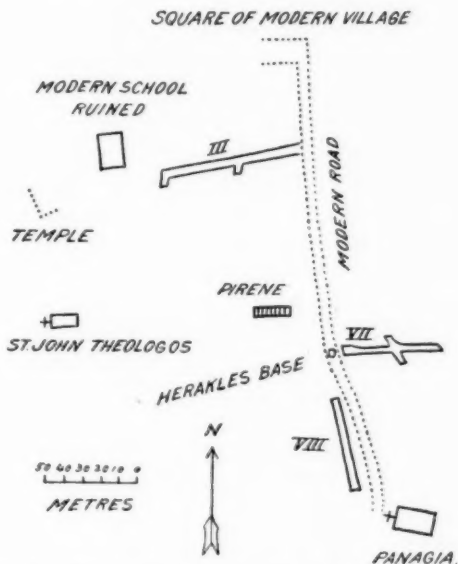 SQUARE OF MODERN VILLAGE
MODERN SCHOOL
RUINED
III
MODERN ROAD
TEMPLE
PIRENE
ST. JOHN THEOLOGOS
VII
HERAKLES BASE
N
VIII
50 40 30 20 10 0
METRES
PANAGIA.